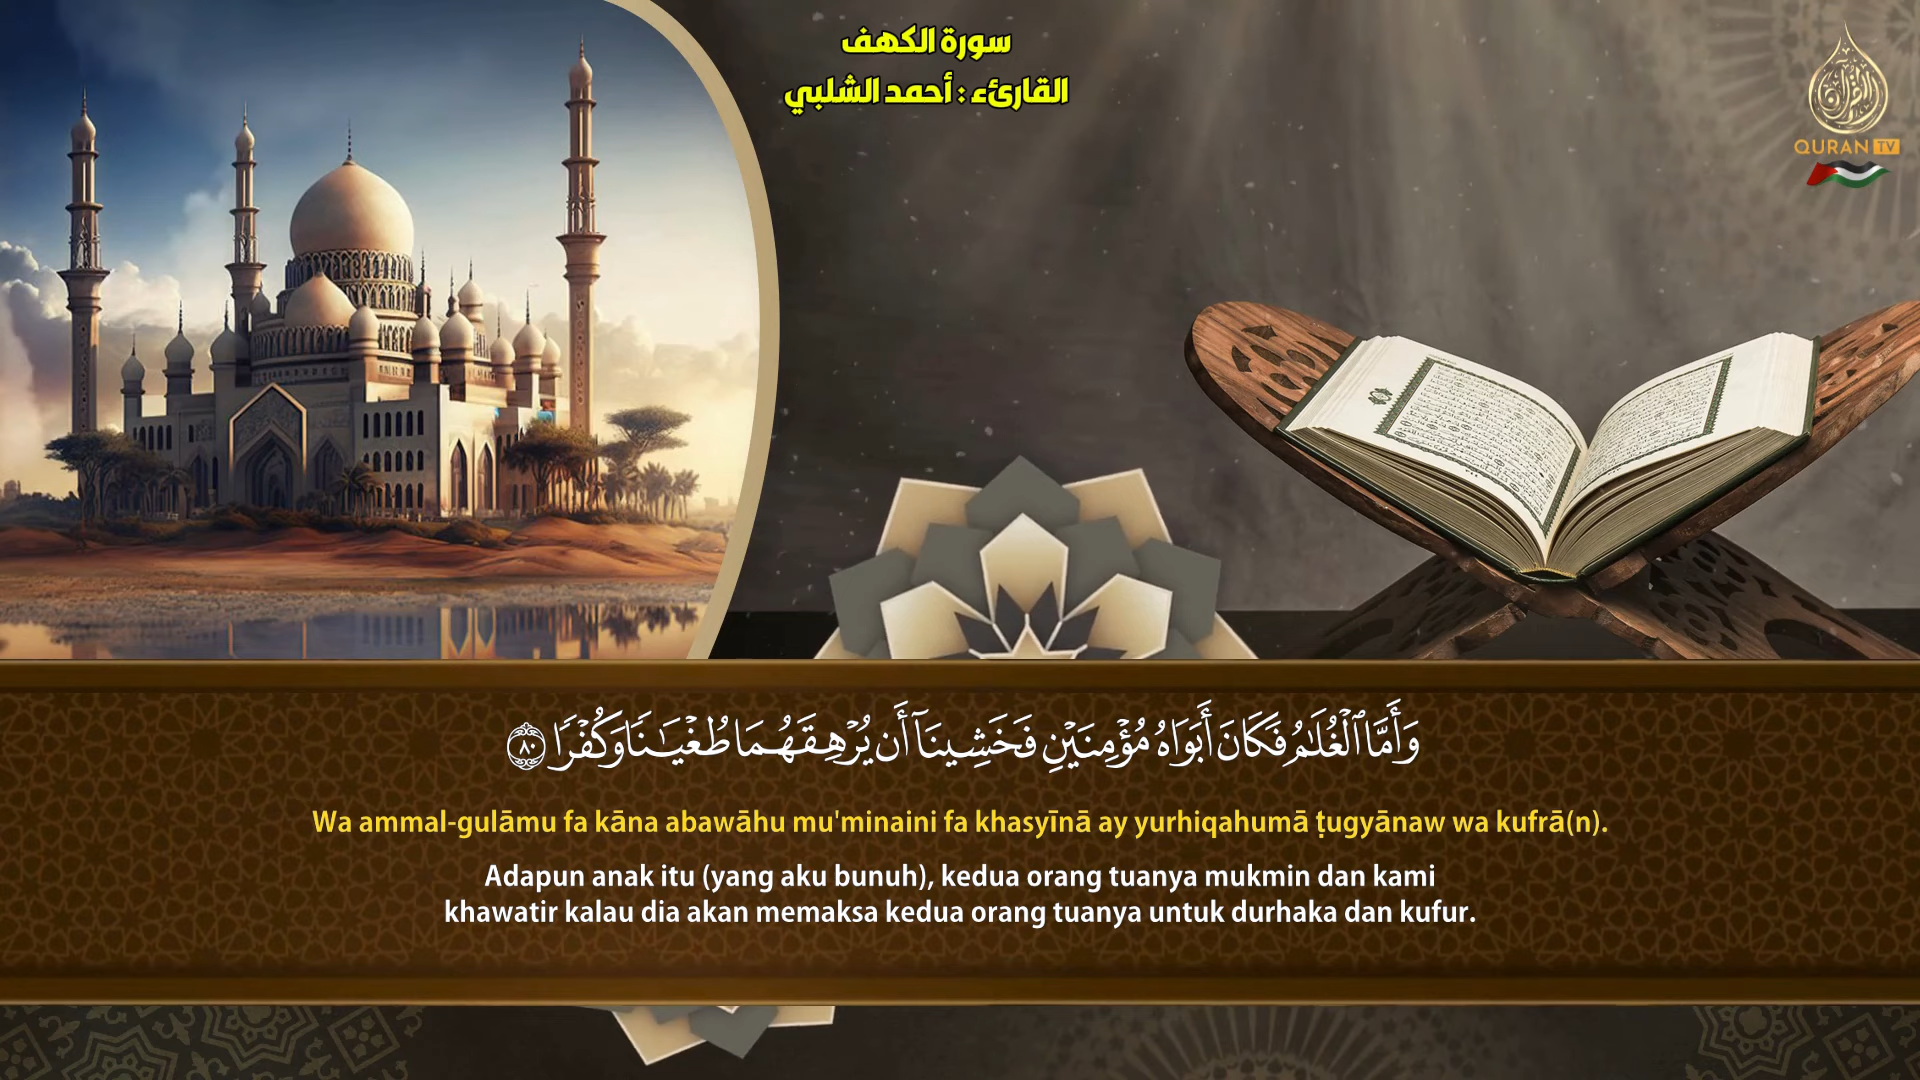 سورة الكهف
القارئء : أحمد الشلبي
القرآن
QURAN TV
وَأَمَّا ٱلْغُلَٰمُ فَكَانَ أَبَوَاهُ مُؤْمِنَيْنِ فَخَشِينَآ أَن يُرْهِقَهُمَا طُغْيَٰنًا وَكُفْرًا ٨٠
Wa ammal-gulāmu fa kāna abawāhu mu'minaini fa khasyīnā ay yurhiqahumā ṭugyānaw wa kufrā(n).
Adapun anak itu (yang aku bunuh), kedua orang tuanya mukmin dan kami
khawatir kalau dia akan memaksa kedua orang tuanya untuk durhaka dan kufur.